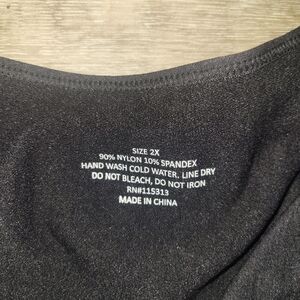 SIZE 2X
90% NYLON 10% SPANDEX
HAND WASH COLD WATER. LINE DRY
DO NOT BLEACH, DO NOT IRON
RN#115313
MADE IN CHINA